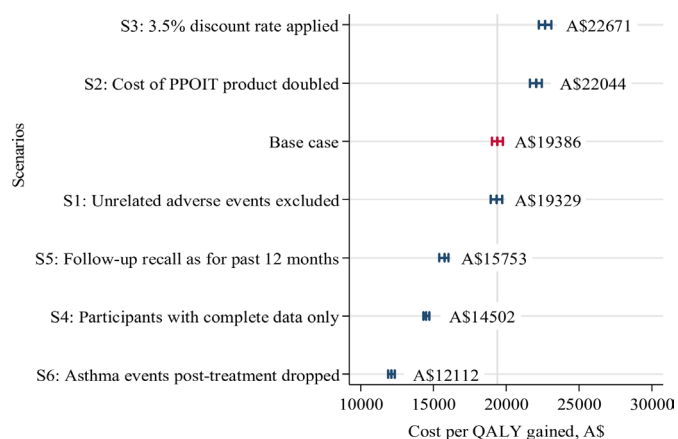 S3: 3.5% discount rate applied
A$22671
S2: Cost of PPOIT product doubled
A$22044
Base case
A$19386
S1: Unrelated adverse events excluded
A$19329
S5: Follow-up recall as for past 12 months
A$15753
S4: Participants with complete data only
A$14502
S6: Asthma events post-treatment dropped
A$12112
Scenarios
10000 15000 20000 25000 30000
Cost per QALY gained, A$